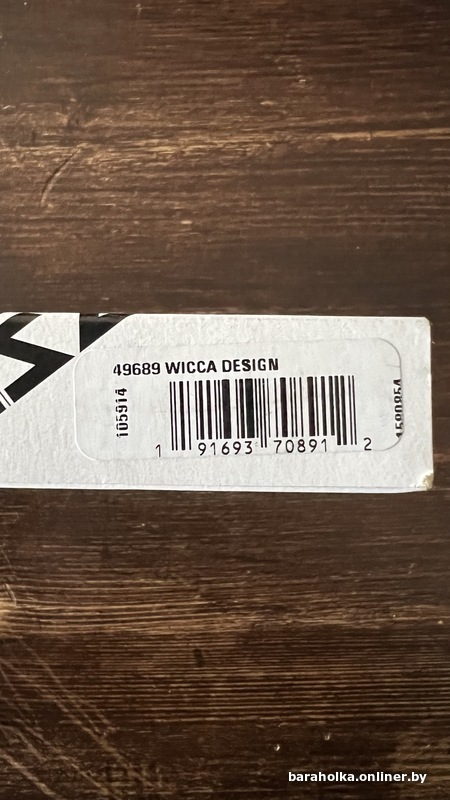 49689 WICCA DESIGN
105914
1 91693 70891 2
baraholka.onliner.by